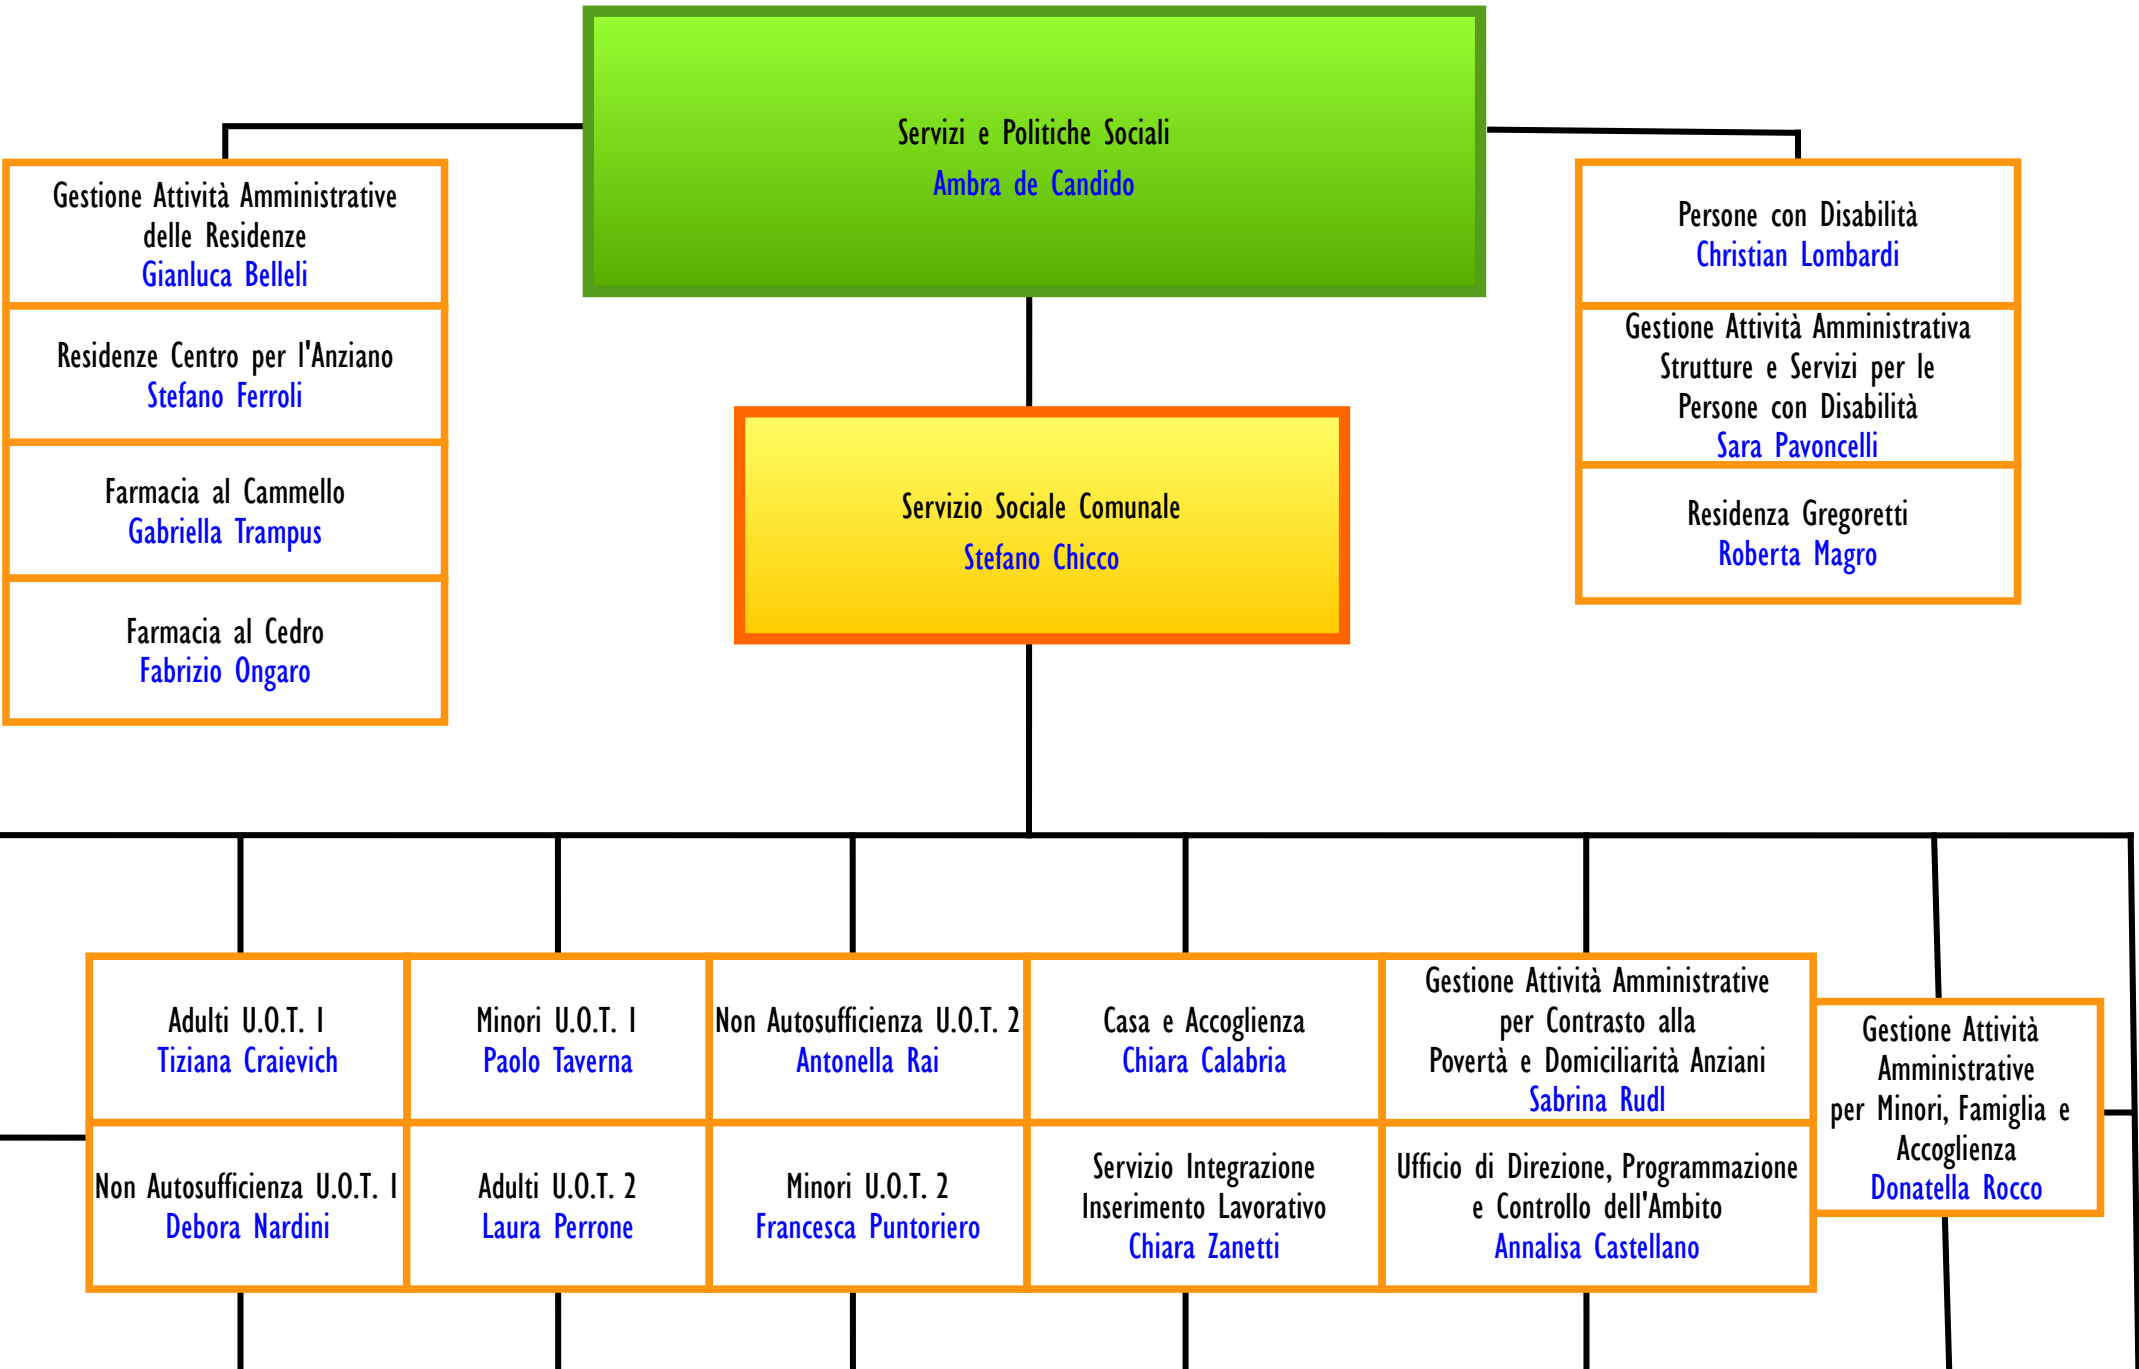 Servizi e Politiche Sociali
Ambra de Candido
Gestione Attività Amministrative
delle Residenze
Gianluca Belleli
Residenze Centro per l'Anziano
Stefano Ferroli
Farmacia al Cammello
Gabriella Trampus
Farmacia al Cedro
Fabrizio Ongaro
Persone con Disabilità
Christian Lombardi
Gestione Attività Amministrativa
Strutture e Servizi per le
Persone con Disabilità
Sara Pavoncelli
Residenza Gregoretti
Roberta Magro
Servizio Sociale Comunale
Stefano Chicco
Adulti U.O.T. 1
Tiziana Craievich
Minori U.O.T. 1
Paolo Taverna
Non Autosufficienza U.O.T. 2
Antonella Rai
Casa e Accoglienza
Chiara Calabria
Gestione Attività Amministrative
per Contrasto alla
Povertà e Domiciliarità Anziani
Sabrina Rudl
Gestione Attività
Amministrative
per Minori, Famiglia e
Accoglienza
Donatella Rocco
Non Autosufficienza U.O.T. 1
Debora Nardini
Adulti U.O.T. 2
Laura Perrone
Minori U.O.T. 2
Francesca Puntoriero
Servizio Integrazione
Inserimento Lavorativo
Chiara Zanetti
Ufficio di Direzione, Programmazione
e Controllo dell'Ambito
Annalisa Castellano